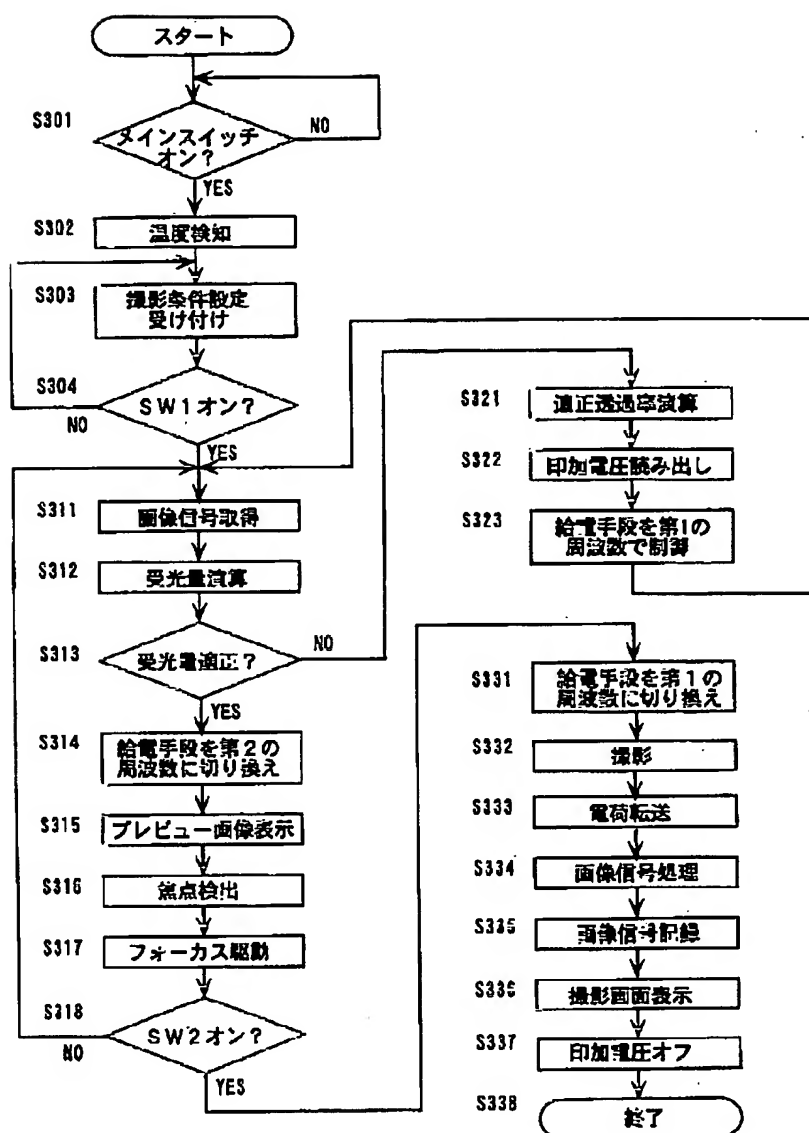 スタート
S301
メインスイッチ
オン?
NO
YES
S302
温度検知
S303
撮影条件設定
受け付け
S304
SW1オン?
NO
YES
S311
画像信号取得
S312
受光量演算
S313
受光量適正?
NO
YES
S314
給電手段を第2の
周波数に切り換え
S315
プレビュー画像表示
S316
焦点検出
S317
フォーカス駆動
S318
SW2オン?
NO
YES
S321
適正透過率演算
S322
印加電圧読み出し
S323
給電手段を第1の
周波数で制御
S331
給電手段を第1の
周波数に切り換え
S332
撮影
S333
電荷転送
S334
画像信号処理
S335
画像信号記録
S336
撮影画面表示
S337
印加電圧オフ
S338
終了